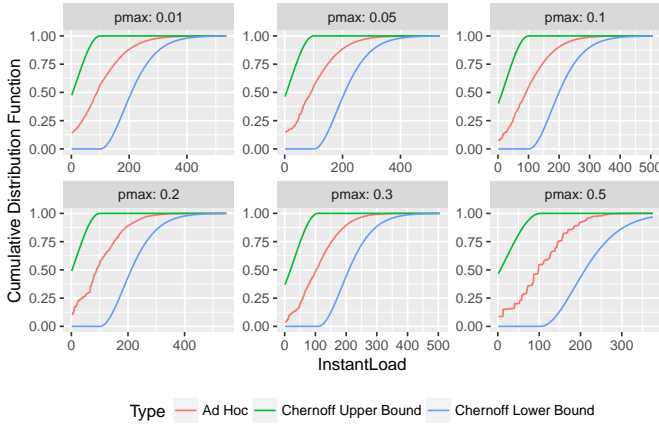 pmax: 0.01 pmax: 0.05 pmax: 0.1
1.00
0.75
0.50
0.25
0.00
0 200 400
0 200 400
0 100 200 300 400 500
pmax: 0.2 pmax: 0.3 pmax: 0.5
1.00
0.75
0.50
0.25
0.00
0 200 400
0 100 200 300 400 500
0 100 200 300
Cumulative Distribution Function
InstantLoad
Type Ad Hoc Chernoff Upper Bound Chernoff Lower Bound